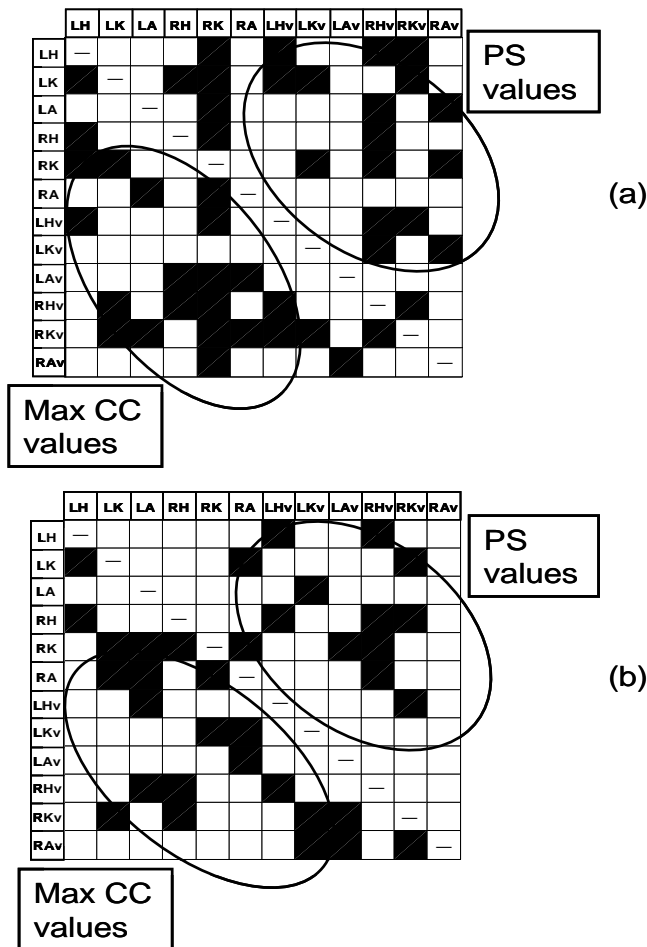 LH LK LA RH RK RA LHv LKv LAv RHv RKv RAv
LH —
LK —
LA —
RH —
RK —
RA —
LHv —
LKv —
LAv —
RHv —
RKv —
RAv —
PS
values
(a)
Max CC
values
LH LK LA RH RK RA LHv LKv LAv RHv RKv RAv
LH —
LK —
LA —
RH —
RK —
RA —
LHv —
LKv —
LAv —
RHv —
RKv —
RAv —
PS
values
(b)
Max CC
values